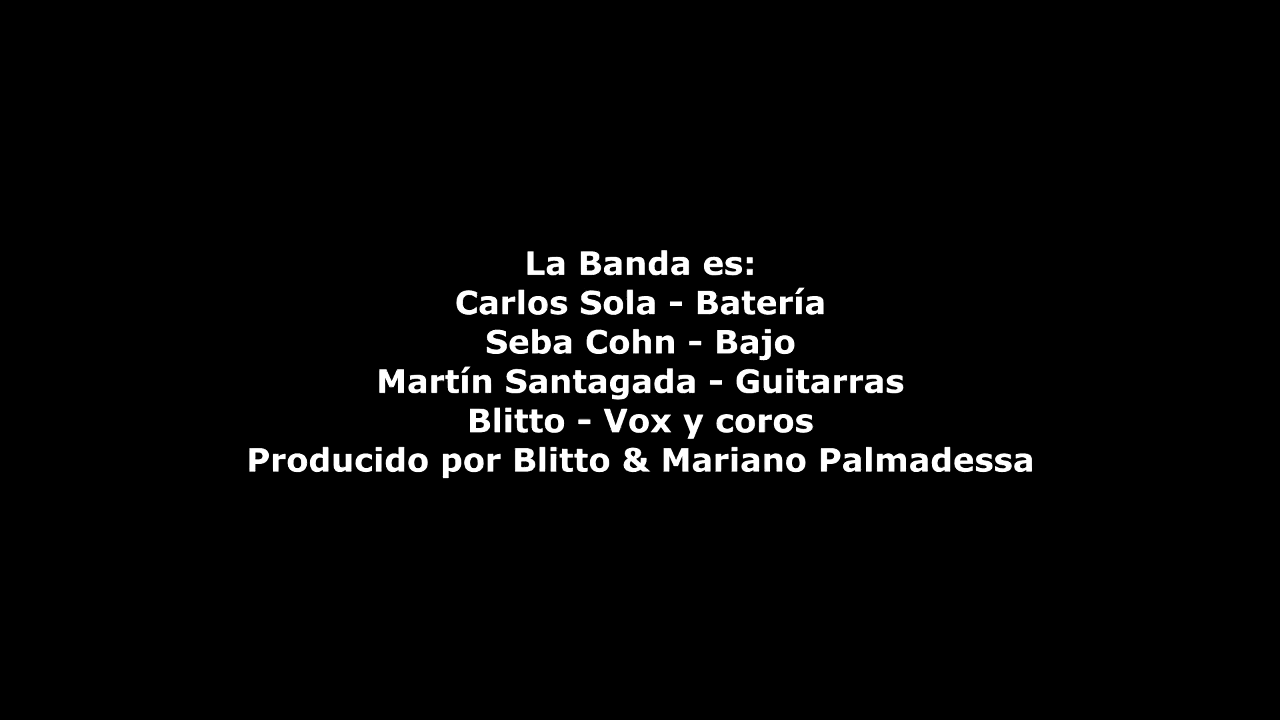 La Banda es:
Carlos Sola - Batería
Seba Cohn - Bajo
Martín Santagada - Guitarras
Blitto - Vox y coros
Producido por Blitto & Mariano Palmadessa